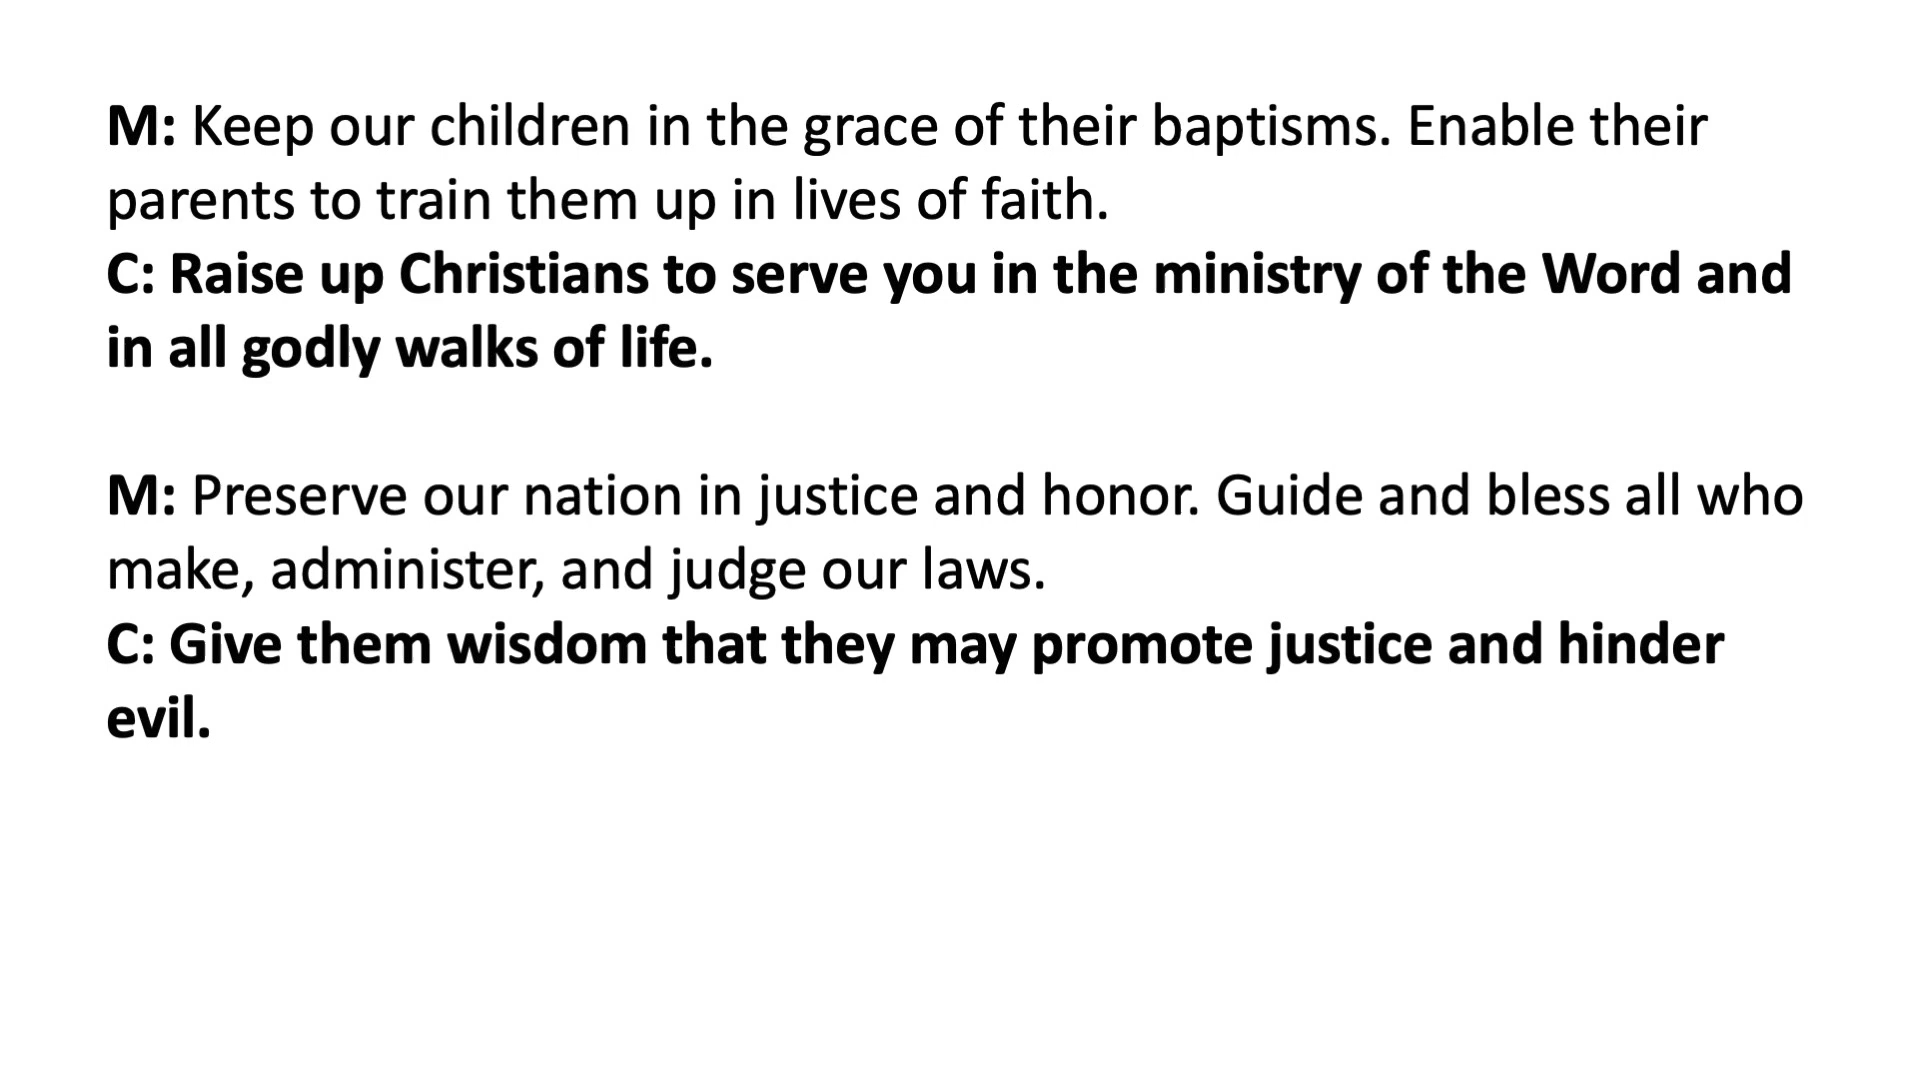 M: Keep our children in the grace of their baptisms. Enable their
parents to train them up in lives of faith.
C: Raise up Christians to serve you in the ministry of the Word and
in all godly walks of life.
M: Preserve our nation in justice and honor. Guide and bless all who
make, administer, and judge our laws.
C: Give them wisdom that they may promote justice and hinder
evil.